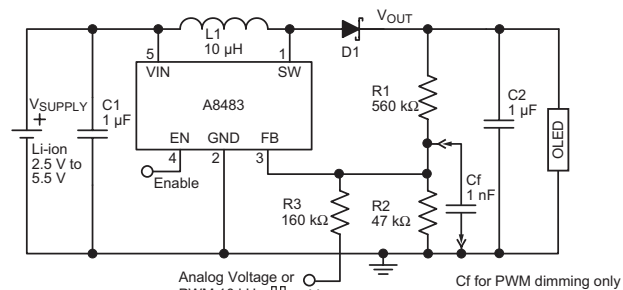 L1
10 µH
VOUT
D1
5
1
VIN
SW
A8483
EN
GND
FB
4
2
3
Enable
VSUPPLY
+
Li-ion
2.5 V to
5.5 V
C1
1 µF
R1
560 kΩ
C2
1 µF
OLED
R3
160 kΩ
R2
47 kΩ
Cf
1 nF
Analog Voltage or
Cf for PWM dimming only